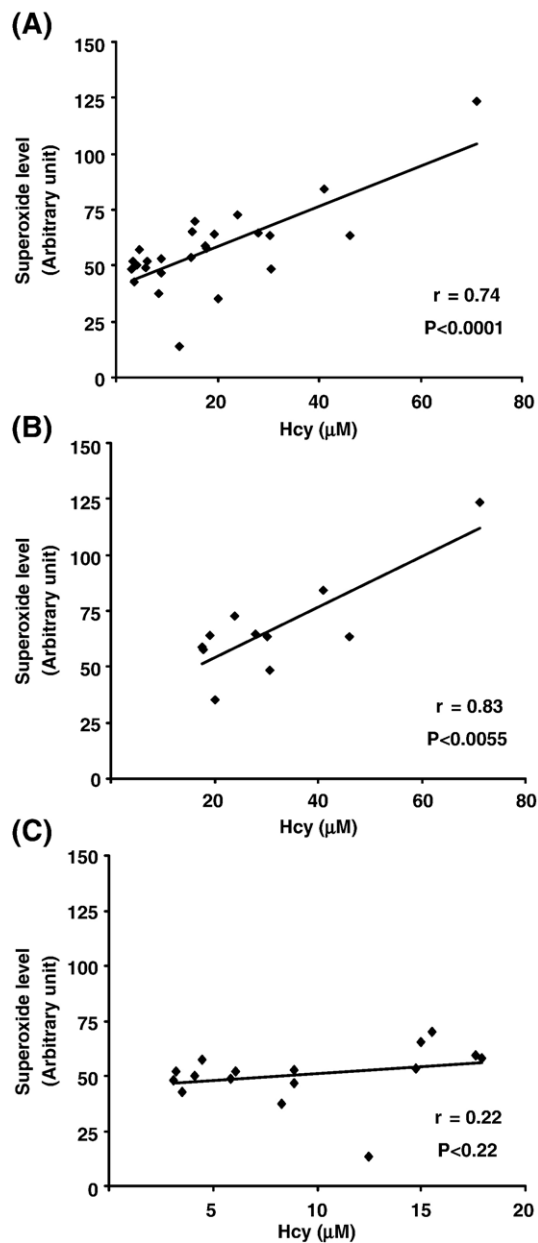 (A)
150
125
100
75
50
25
0
Superoxide level
(Arbitrary unit)
r = 0.74
P<0.0001
20 40 60 80
Hcy (μM)
(B)
150
125
100
75
50
25
0
Superoxide level
(Arbitrary unit)
r = 0.83
P<0.0055
20 40 60 80
Hcy (μM)
(C)
150
125
100
75
50
25
0
Superoxide level
(Arbitrary unit)
r = 0.22
P<0.22
5 10 15 20
Hcy (μM)